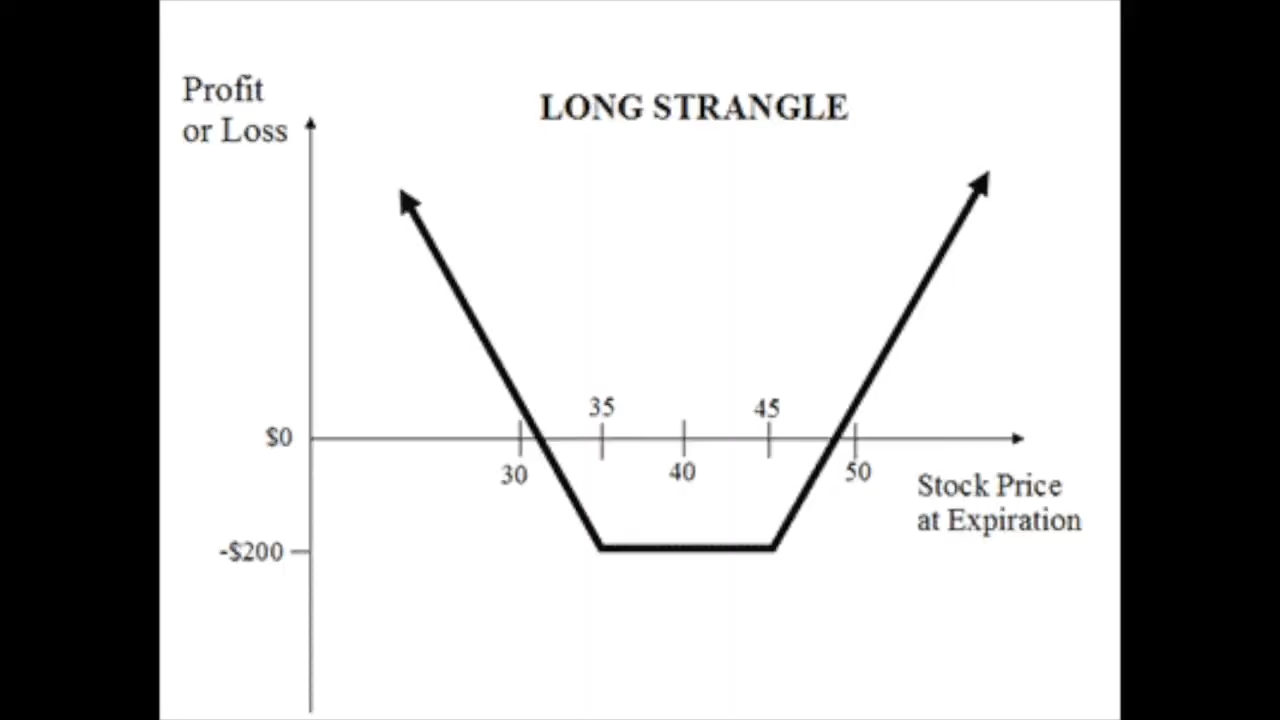 Profit
or Loss
LONG STRANGLE
35
45
$0
30
40
50
Stock Price
at Expiration
-$200